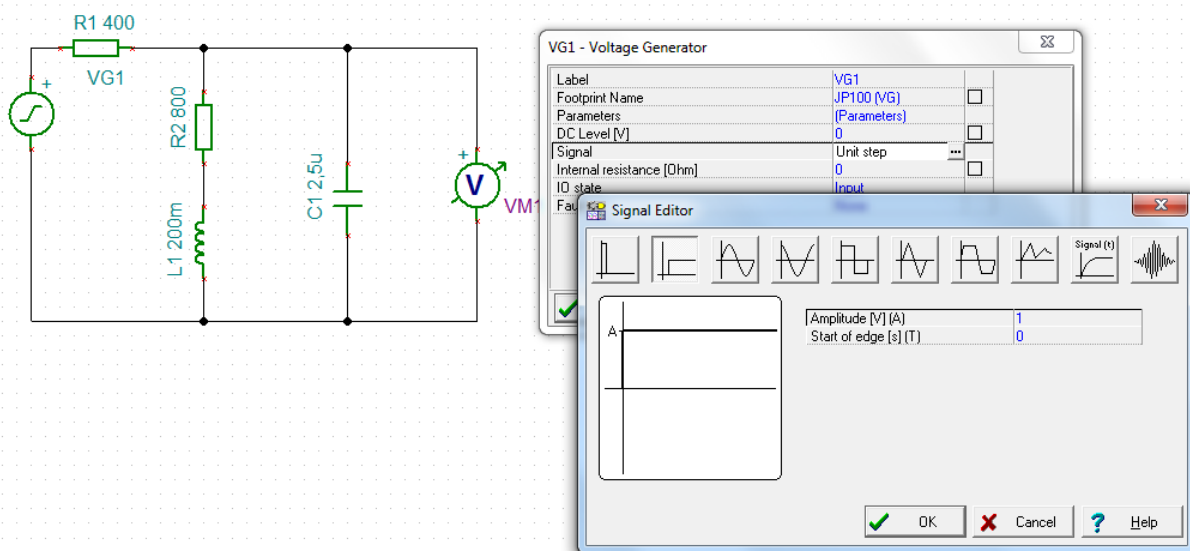 R1 400
VG1
+
R2 800
L1 200m
C1 2,5u
+
V
VM1
VG1 - Voltage Generator
Label VG1
Footprint Name JP100 (VG)
Parameters (Parameters)
DC Level [V] 0
Signal Unit step ...
Internal resistance [Ohm] 0
IO state Input
Fau
Signal Editor
Signal (t)
A
Amplitude [V] (A) 1
Start of edge [s] (T) 0
OK
Cancel
? Help